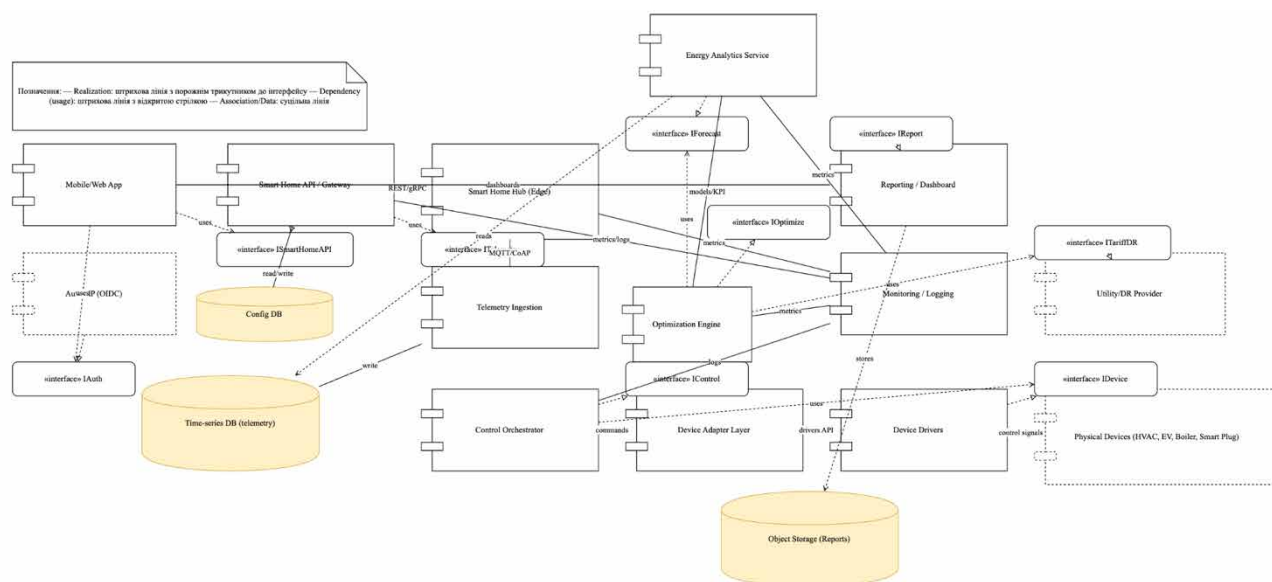 Energy Analytics Service
Позначення: — Realization: штрихова лінія з порожнім трикутником до інтерфейсу — Dependency
(usage): штрихова лінія з відкритою стрілкою — Association/Data: суцільна лінія
«interface» IForecast
«interface» IReport
Mobile/Web App
Smart Home API / Gateway
REST/gRPC
dashboards
Smart Home Hub (Edge)
models/KPI
metrics
Reporting / Dashboard
uses
uses
uses
«interface» IOptimize
«interface» ISmartHomeAPI
reads
«interface»
MQTT/CoAP
metrics/logs
metrics
«interface» ITariffDR
read/write
uses
Monitoring / Logging
Utility/DR Provider
(OIDC)
Config DB
Telemetry Ingestion
Optimization Engine
metrics
write
logs
stores
«interface» IAuth
«interface» IControl
«interface» IDevice
Time-series DB (telemetry)
uses
Control Orchestrator
commands
Device Adapter Layer
drivers API
Device Drivers
control signals
Physical Devices (HVAC, EV, Boiler, Smart Plug)
Object Storage (Reports)